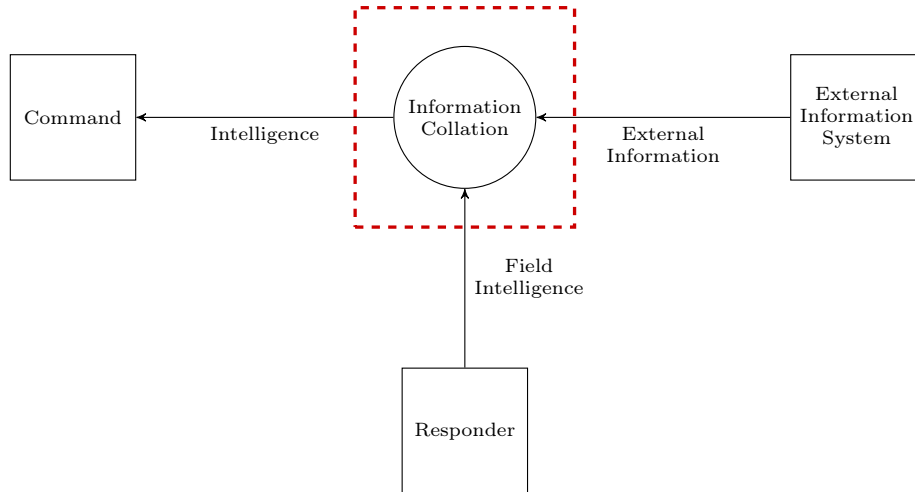 Command
Intelligence
Information
Collation
External
Information
External
Information
System
Field
Intelligence
Responder